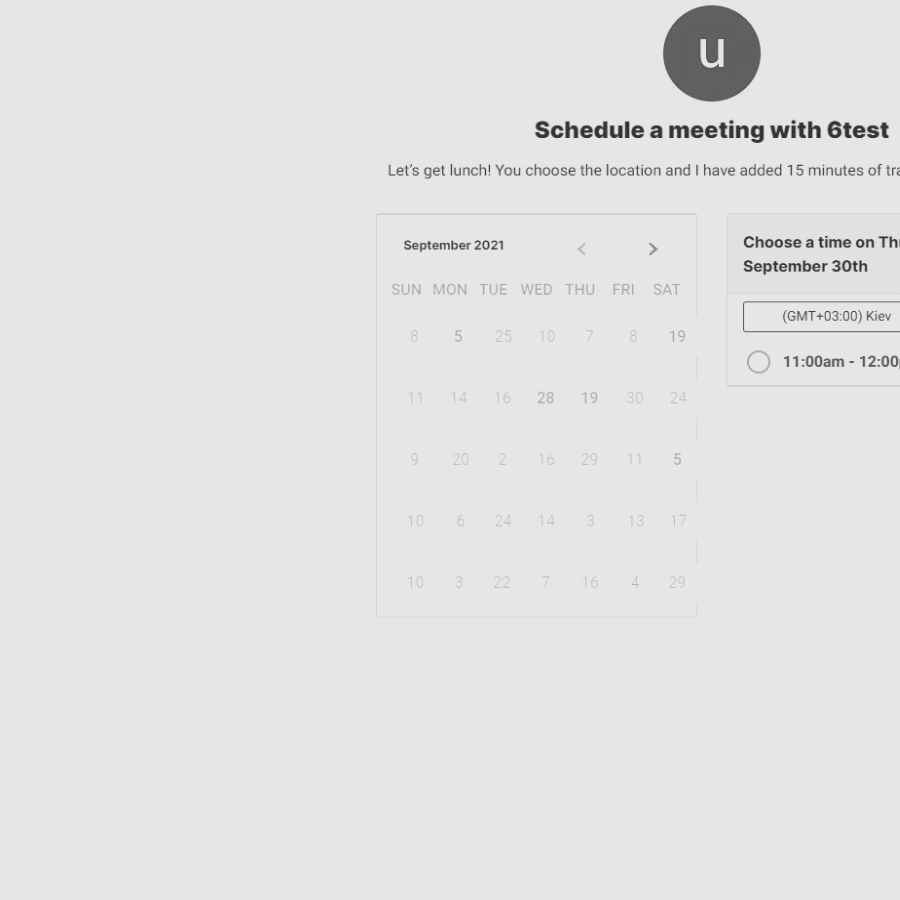 u
Schedule a meeting with 6test
Let's get lunch! You choose the location and I have added 15 minutes of
September 2021
SUN MON TUE WED THU FRI SAT
8 5 25 10 7 8 19
11 14 16 28 19 30 24
9 20 2 16 29 11 5
10 6 24 14 3 13 17
10 3 22 7 16 4 29
Choose a time on
September 30th
(GMT+03:00) Kiev
11:00am - 12:00